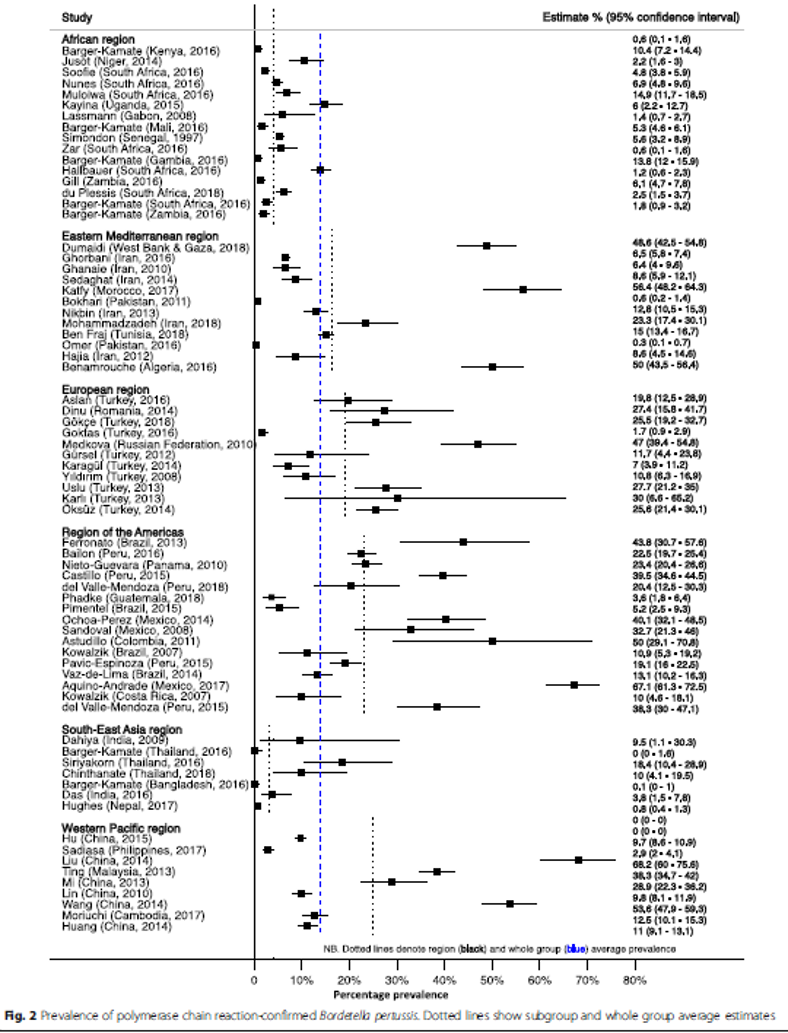 Study Estimate % (95% confidence interval)
African region
Barger-Kamate (Kenya, 2016) 0,6 (0,1 - 1,6)
Jusot (Niger, 2014) 10.4 (7.2 - 14.4)
Soofie (South Africa, 2016) 2.2 (1.6 - 3)
Nunes (South Africa, 2016) 4.8 (3.8 - 5.9)
Muloiwa (South Africa, 2016) 6.9 (4.8 - 9.6)
Kayina (Uganda, 2015) 14,9 (11,7 - 18,5)
Lassmann (Gabon, 2008) 6 (2.2 - 12.7)
Barger-Kamate (Mali, 2016) 1.4 (0.7 - 2.7)
Simondon (Senegal, 1997) 5.3 (4.6 - 6.1)
Zar (South Africa, 2016) 5.6 (3.2 - 8.9)
Barger-Kamate (Gambia, 2016) 0,6 (0,1 - 1,6)
Hallbauer (South Africa, 2016) 13.8 (12 - 15.9)
Gill (Zambia, 2016) 1.2 (0.6 - 2.3)
du Plessis (South Africa, 2018) 6,1 (4,7 - 7,8)
Barger-Kamate (South Africa, 2016) 2,5 (1,5 - 3,7)
Barger-Kamate (Zambia, 2016) 1,8 (0,9 - 3,2)
Eastern Mediterranean region
Dumaidi (West Bank & Gaza, 2018) 48,6 (42,5 - 54,8)
Ghorbani (Iran, 2016) 6,5 (5,8 - 7,4)
Ghanaie (Iran, 2010) 6.4 (4 - 9.6)
Sedaghat (Iran, 2014) 8,6 (5,9 - 12,1)
Katfy (Morocco, 2017) 56.4 (48.2 - 64.3)
Bokhari (Pakistan, 2011) 0.6 (0.2 - 1.4)
Nikbin (Iran, 2013) 12,8 (10,5 - 15,3)
Mohammadzadeh (Iran, 2018) 23.3 (17.4 - 30.1)
Ben Fraj (Tunisia, 2018) 15 (13.4 - 16.7)
Omer (Pakistan, 2016) 0.3 (0.1 - 0.7)
Hajia (Iran, 2012) 8.6 (4.5 - 14.6)
Benamrouche (Algeria, 2016) 50 (43,5 - 56,4)
European region
Aslan (Turkey, 2016) 19,8 (12,5 - 28,9)
Dinu (Romania, 2014) 27.4 (15.8 - 41.7)
Gökçe (Turkey, 2018) 25,5 (19,2 - 32,7)
Goktas (Turkey, 2016) 1.7 (0.9 - 2.9)
Medkova (Russian Federation, 2010) 47 (39.4 - 54.8)
Gürsel (Turkey, 2012) 11,7 (4,4 - 23,8)
Karagül (Turkey, 2014) 7 (3.9 - 11.2)
Yıldırım (Turkey, 2008) 10,8 (6,3 - 16,9)
Uslu (Turkey, 2013) 27.7 (21.2 - 35)
Karlı (Turkey, 2013) 30 (6.6 - 65.2)
Öksüz (Turkey, 2014) 25,6 (21,4 - 30,1)
Region of the Americas
Ferronato (Brazil, 2013) 43.8 (30.7 - 57.6)
Bailon (Peru, 2016) 22,5 (19,7 - 25,4)
Nieto-Guevara (Panama, 2010) 23,4 (20,4 - 26,6)
Castillo (Peru, 2015) 39.5 (34.6 - 44.5)
del Valle-Mendoza (Peru, 2018) 20,4 (12,5 - 30,3)
Phadke (Guatemala, 2018) 3,6 (1,8 - 6,4)
Pimentel (Brazil, 2015) 5.2 (2.5 - 9.3)
Ochoa-Perez (Mexico, 2014) 40,1 (32,1 - 48,5)
Sandoval (Mexico, 2008) 32.7 (21.3 - 46)
Astudillo (Colombia, 2011) 50 (29,1 - 70,8)
Kowalzik (Brazil, 2007) 10,9 (5,3 - 19,2)
Pavic-Espinoza (Peru, 2015) 19.1 (16 - 22.5)
Vaz-de-Lima (Brazil, 2014) 13,1 (10,2 - 16,3)
Aquino-Andrade (Mexico, 2017) 67.1 (61.3 - 72.5)
Kowalzik (Costa Rica, 2007) 10 (4.6 - 18.1)
del Valle-Mendoza (Peru, 2015) 38,3 (30 - 47,1)
South-East Asia region
Dahiya (India, 2009) 9.5 (1.1 - 30.3)
Barger-Kamate (Thailand, 2016) 0 (0 - 1.6)
Siriyakorn (Thailand, 2016) 18,4 (10,4 - 28,9)
Chinthanate (Thailand, 2018) 10 (4.1 - 19.5)
Barger-Kamate (Bangladesh, 2016) 0.1 (0 - 1)
Das (India, 2016) 3,8 (1,5 - 7,8)
Hughes (Nepal, 2017) 0.8 (0.4 - 1.3)
0 (0 - 0)
Western Pacific region 0 (0 - 0)
Hu (China, 2015) 9.7 (8.6 - 10.9)
Sadiasa (Philippines, 2017) 2,9 (2 - 4,1)
Liu (China, 2014) 68.2 (60 - 75.6)
Ting (Malaysia, 2013) 38,3 (34,7 - 42)
Mi (China, 2013) 28,9 (22,3 - 36,2)
Lin (China, 2010) 9.8 (8.1 - 11.9)
Wang (China, 2014) 53,6 (47,9 - 59,3)
Moriuchi (Cambodia, 2017) 12.5 (10.1 - 15.3)
Huang (China, 2014) 11 (9.1 - 13.1)
NB. Dotted lines denote region (black) and whole group (blue) average prevalence
0 10% 20% 30% 40% 50% 60% 70% 80%
Percentage prevalence
Fig. 2 Prevalence of polymerase chain reaction-confirmed Bordetella pertussis. Dotted lines show subgroup and whole group average estimates